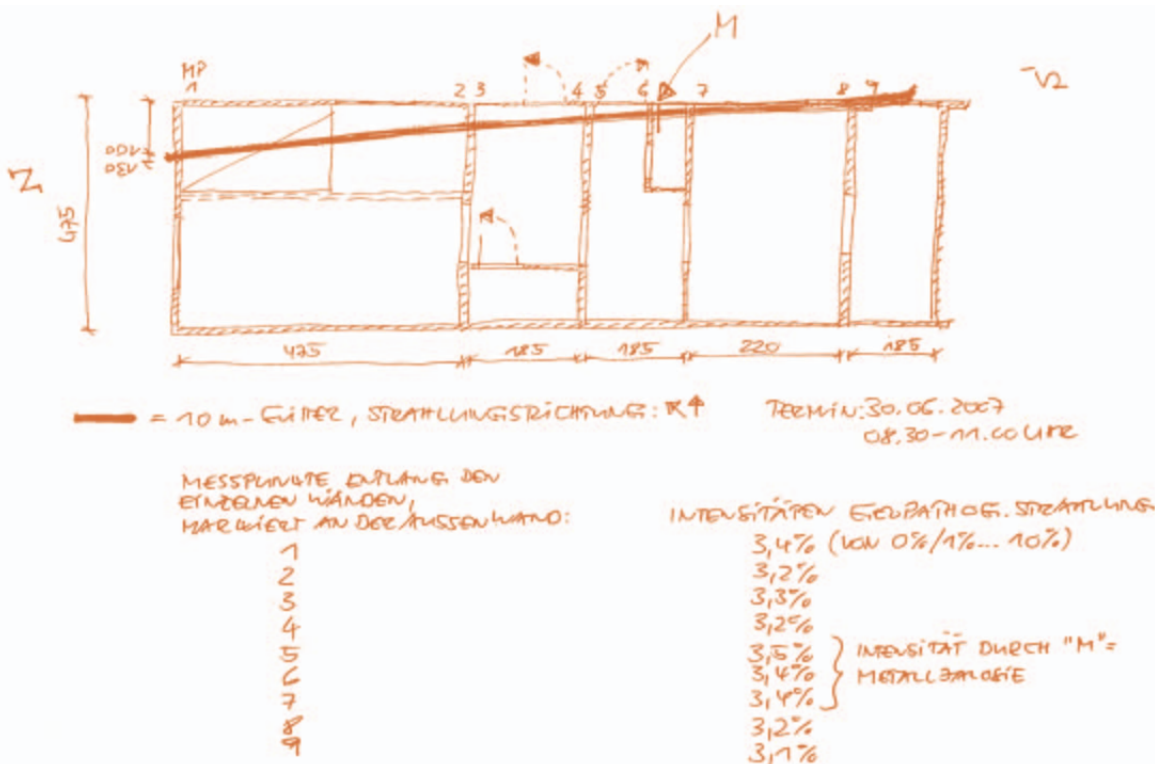 M
MP
1 2 3 4 5 6 7 8 9
475
475 185 185 220 185
= 10 m-GITTER, STRAHLUNGSRICHTUNG:
TERMIN: 30.06.2007
08.30-11.00 UHR
MESSPUNKTE ENTLANG DEN
EINZELNEN WÄNDEN,
MARKIERT AN DER AUSSENWAND:
1
2
3
4
5
6
7
8
9
INTENSITÄTEN GEOPATHOG. STRAHLUNG
3,4% (VON 0%/1%... 10%)
3,2%
3,3%
3,2%
3,5%
3,4%
3,4%
3,2%
3,1%
INTENSITÄT DURCH "M"=
METALLJALOSIE